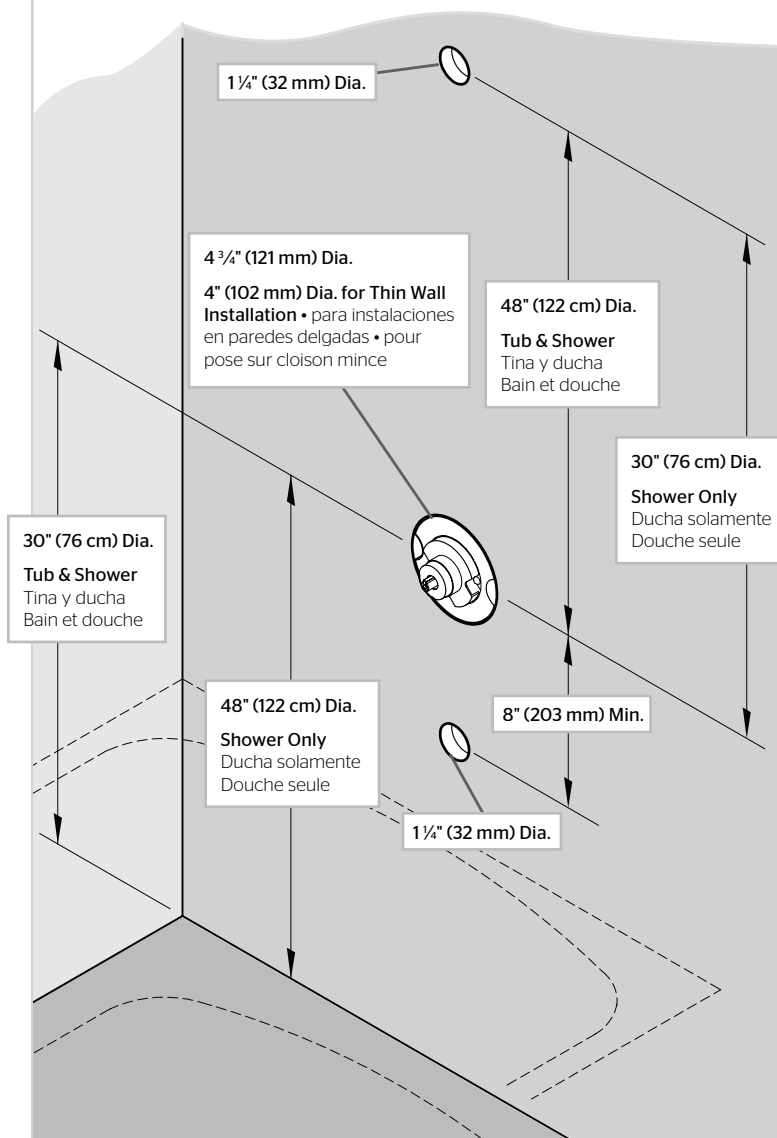 1 ¼" (32 mm) Dia.
4 ¾" (121 mm) Dia.
4" (102 mm) Dia. for Thin Wall
Installation • para instalaciones
en paredes delgadas • pour
pose sur cloison mince
48" (122 cm) Dia.
Tub & Shower
Tina y ducha
Bain et douche
30" (76 cm) Dia.
Shower Only
Ducha solamente
Douche seule
30" (76 cm) Dia.
Tub & Shower
Tina y ducha
Bain et douche
48" (122 cm) Dia.
Shower Only
Ducha solamente
Douche seule
8" (203 mm) Min.
1 ¼" (32 mm) Dia.